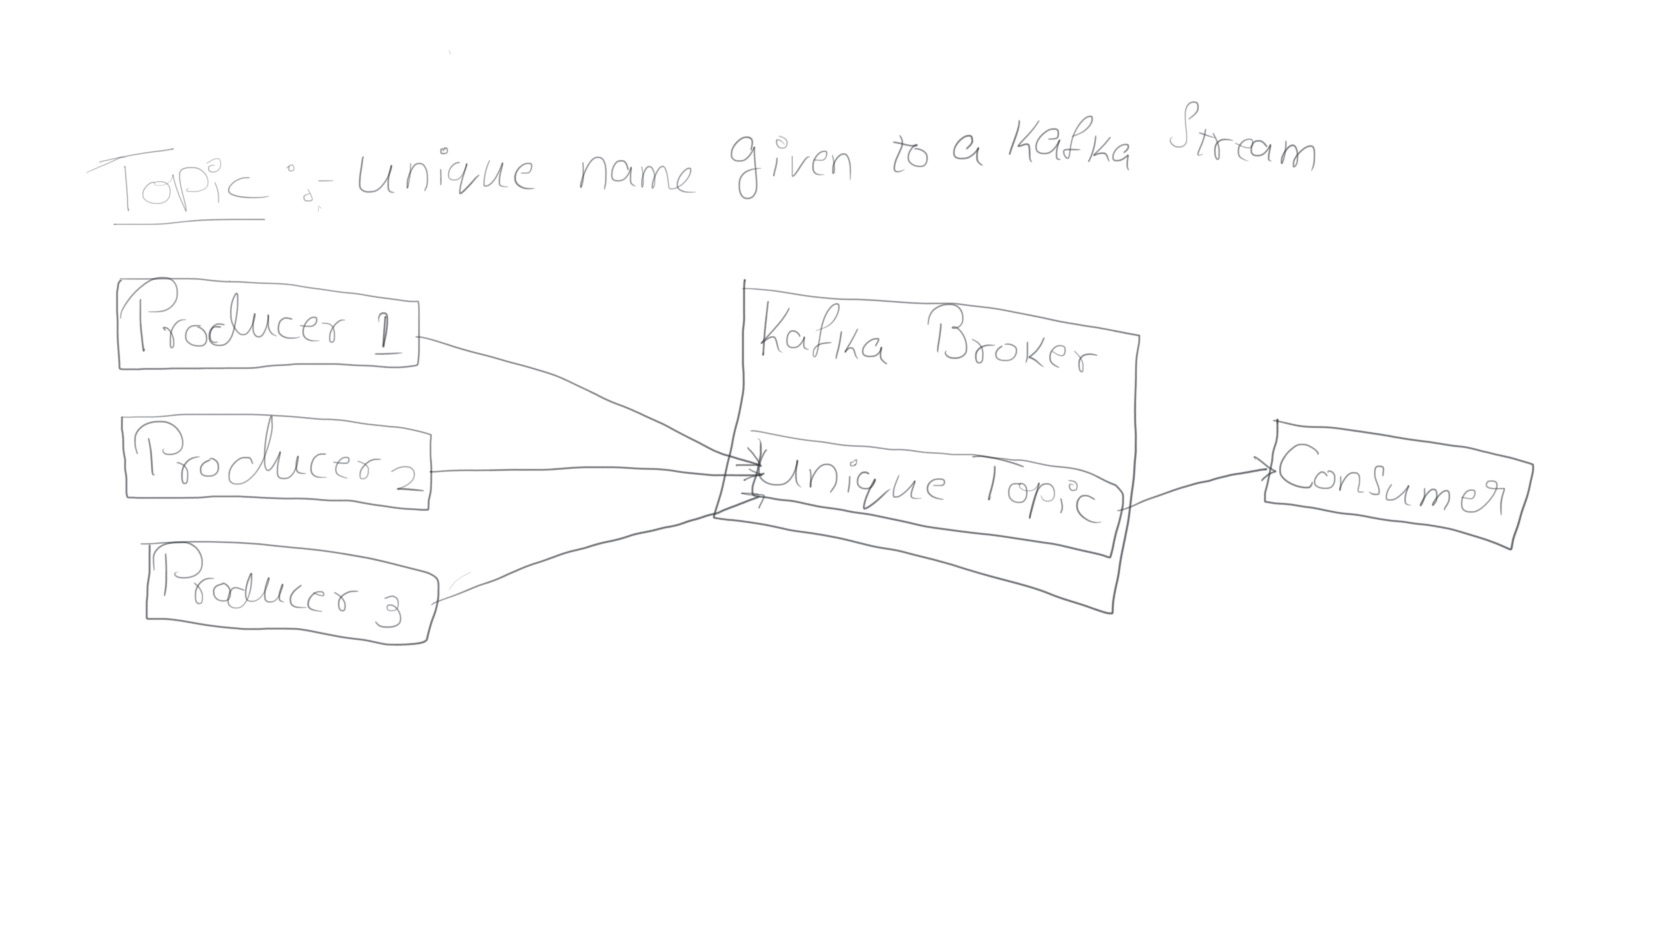 Topic :- unique name given to a Kafka Stream
Producer 1
Kafka Broker
Producer 2
Unique Topic
Consumer
Producer 3